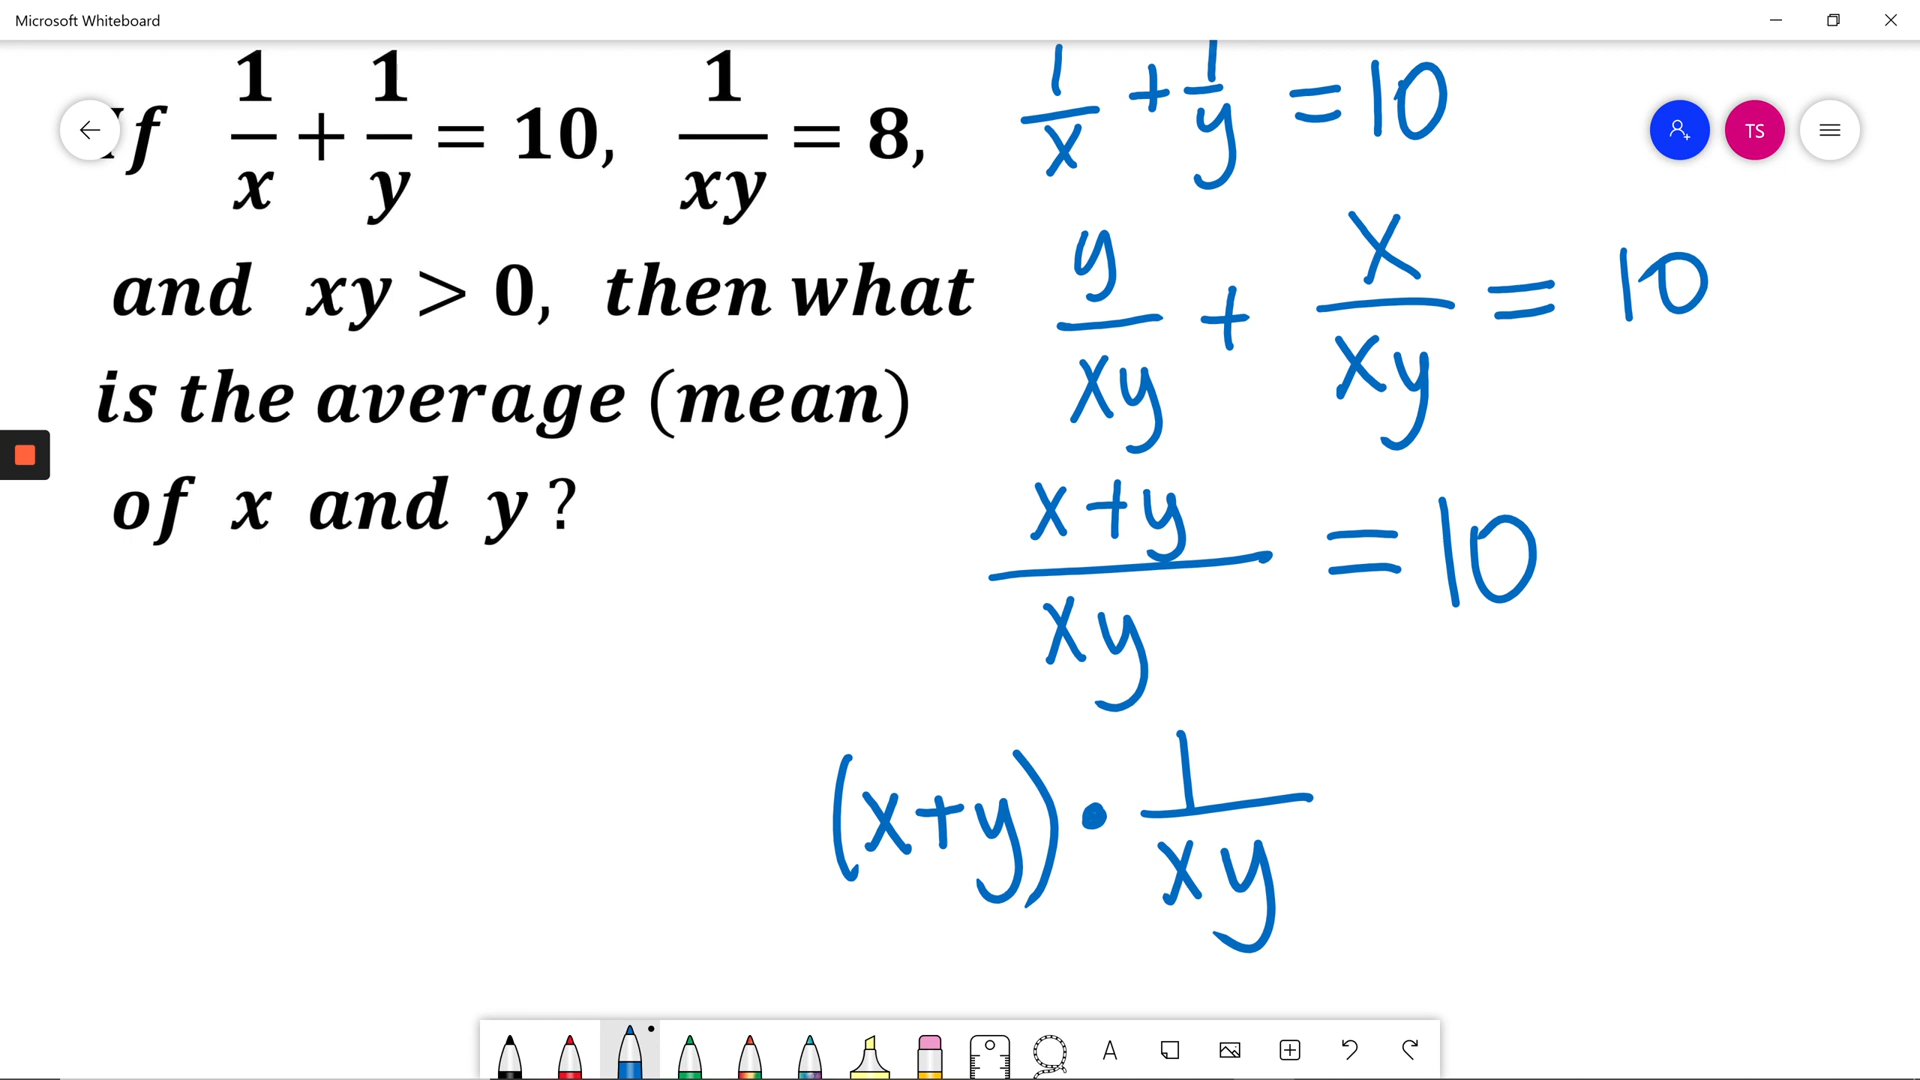 Microsoft Whiteboard
If 1/x + 1/y = 10, 1/xy = 8,
and xy > 0, then what
is the average (mean)
of x and y?
1/x + 1/y = 10
y/xy + x/xy = 10
x+y/xy = 10
(x+y) • 1/xy
TS
A